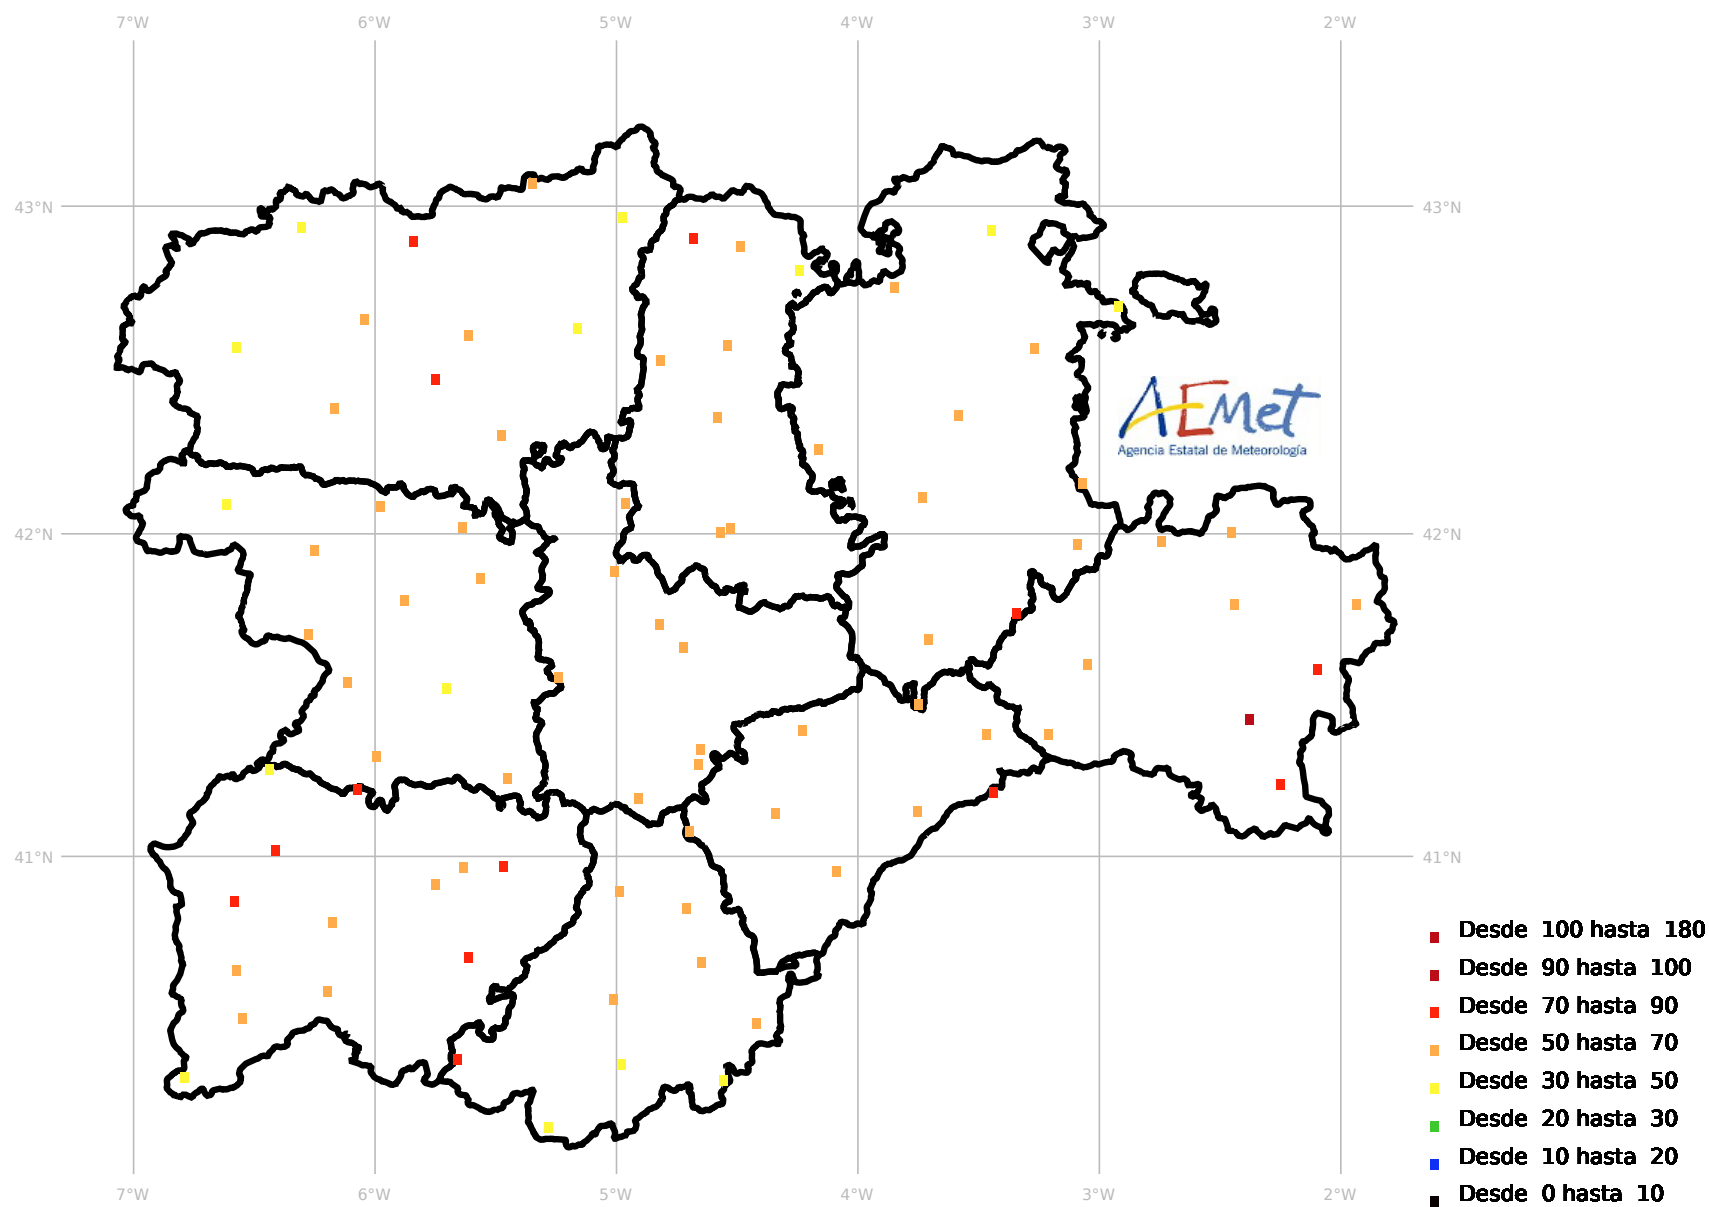 7°W 6°W 5°W 4°W 3°W 2°W
43°N 43°N
AEMet
Agencia Estatal de Meteorología
42°N 42°N
41°N 41°N
Desde 100 hasta 180
Desde 90 hasta 100
Desde 70 hasta 90
Desde 50 hasta 70
Desde 30 hasta 50
Desde 20 hasta 30
Desde 10 hasta 20
Desde 0 hasta 10
7°W 6°W 5°W 4°W 3°W 2°W